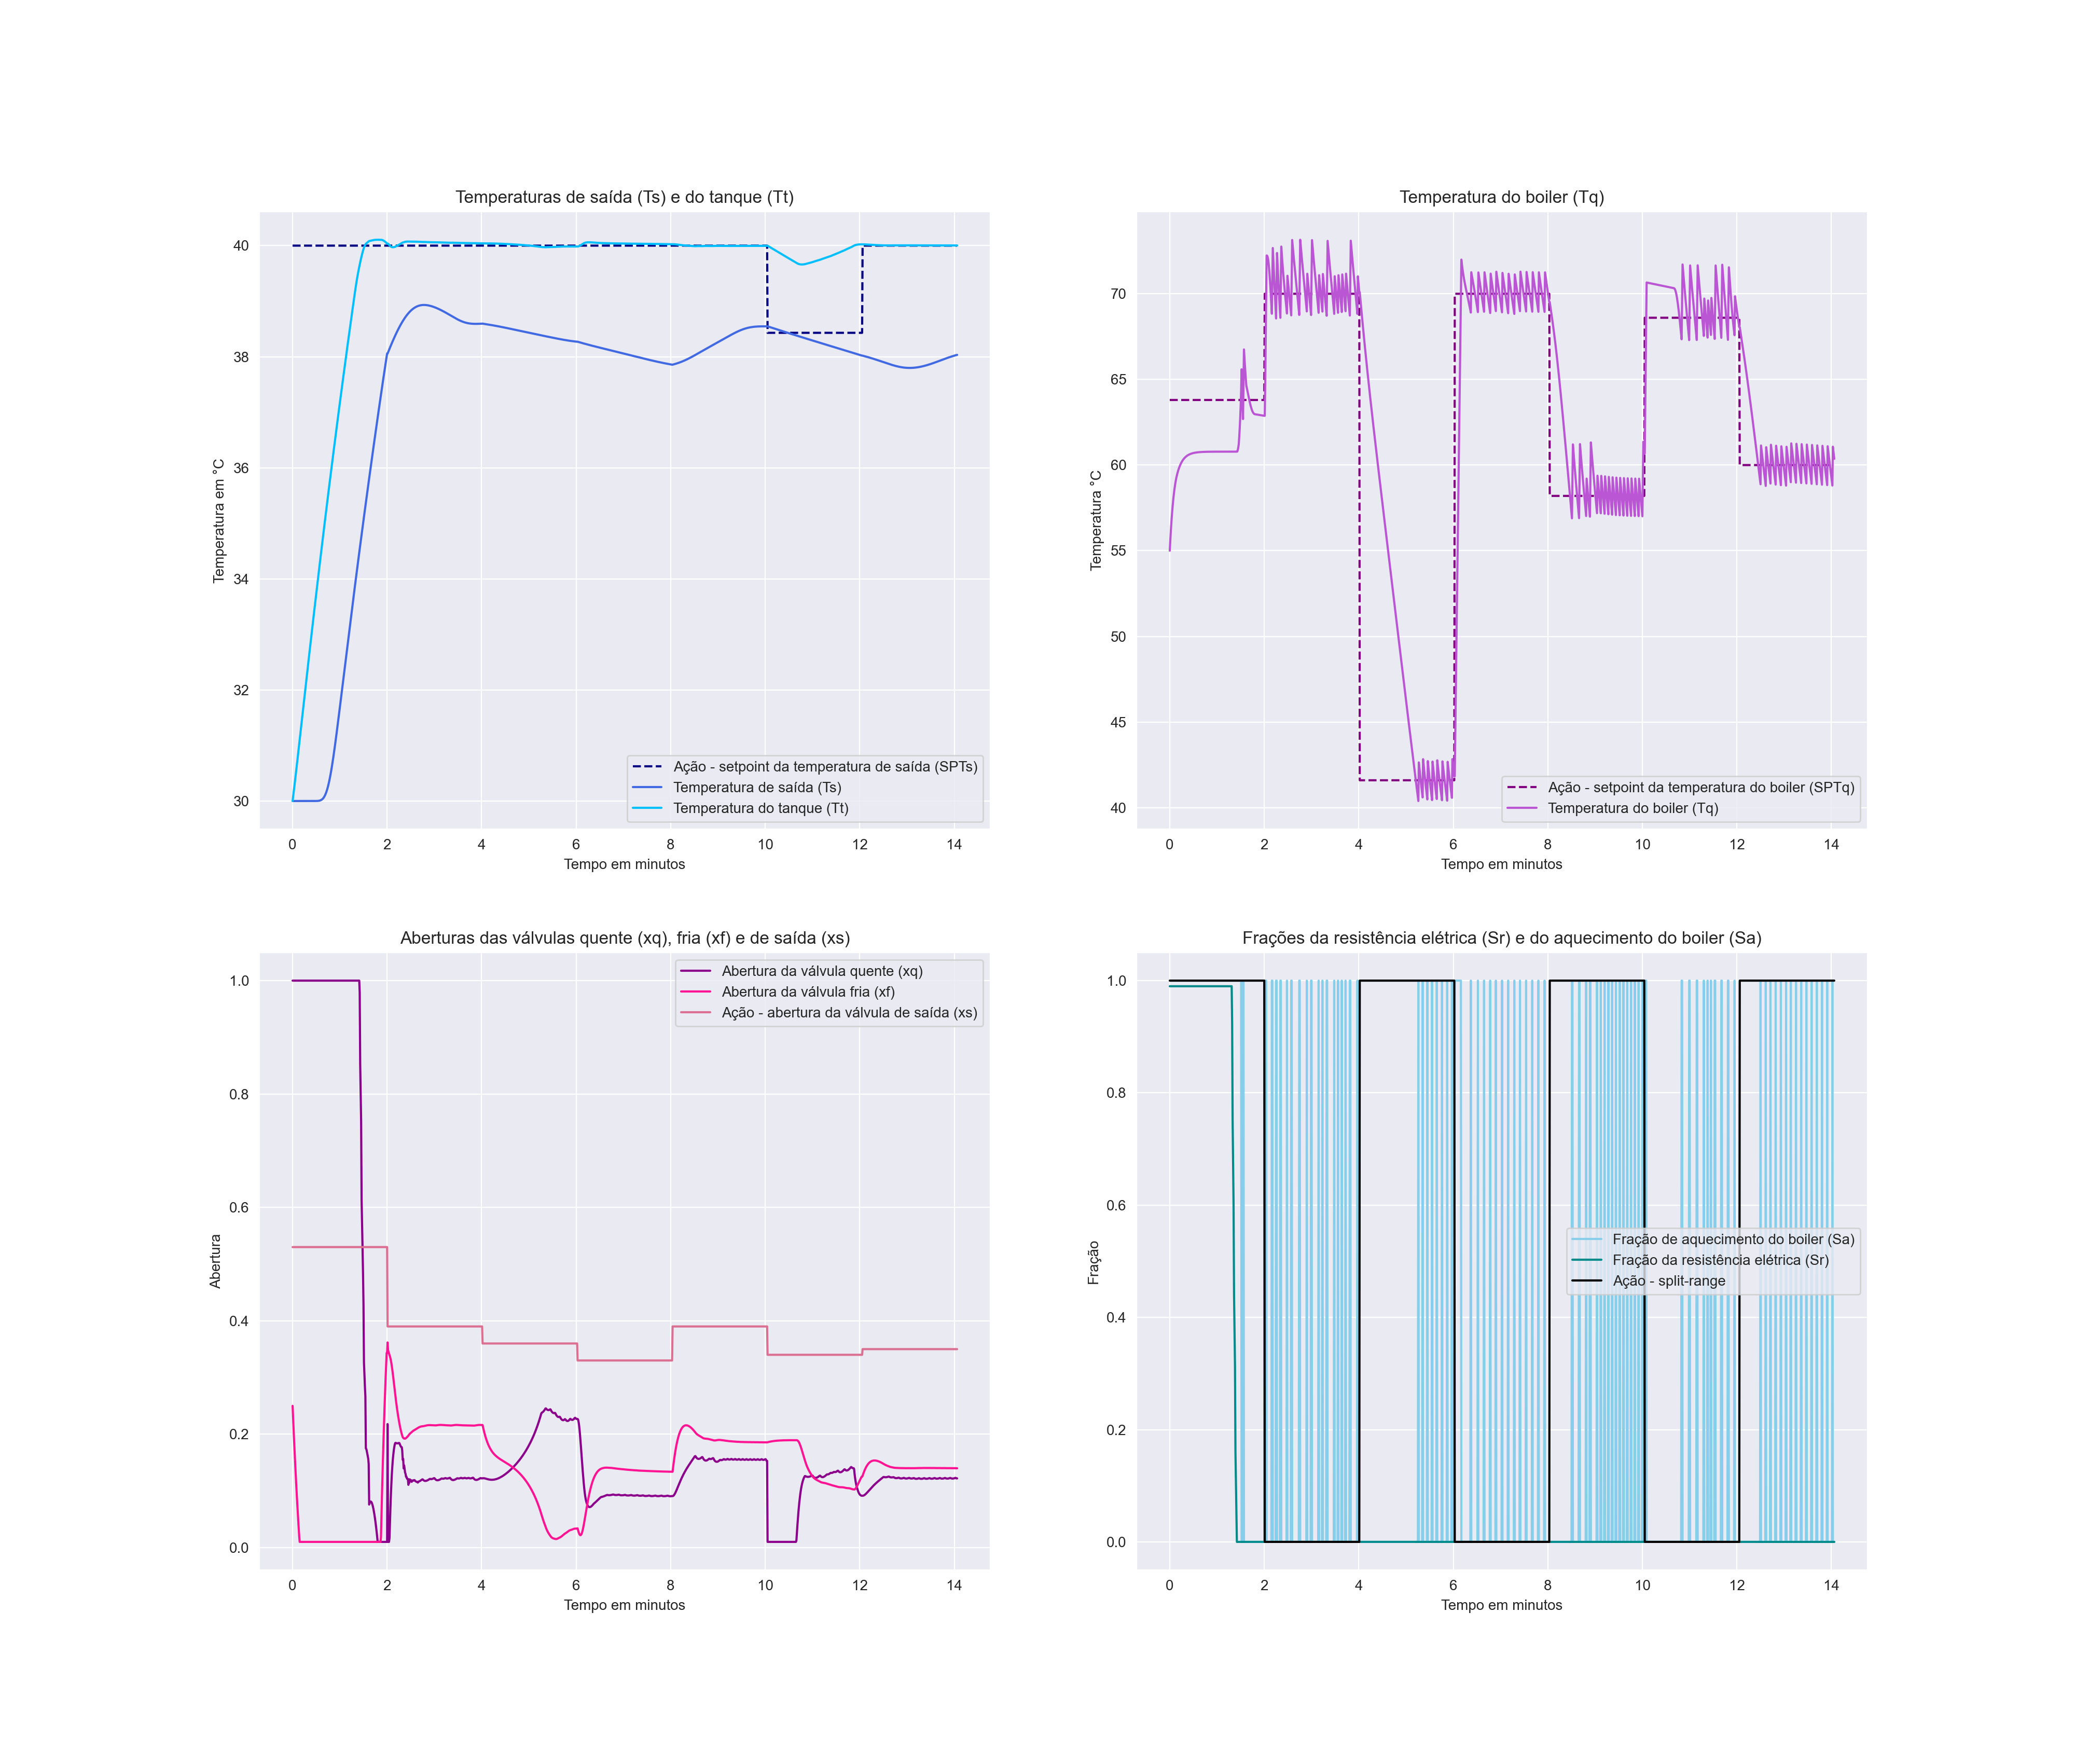 Temperaturas de saída (Ts) e do tanque (Tt)
Temperatura em °C
40
38
36
34
32
30
Ação - setpoint da temperatura de saída (SPTs)
Temperatura de saída (Ts)
Temperatura do tanque (Tt)
0 2 4 6 8 10 12 14
Tempo em minutos
Temperatura do boiler (Tq)
Temperatura °C
70
65
60
55
50
45
40
Ação - setpoint da temperatura do boiler (SPTq)
Temperatura do boiler (Tq)
0 2 4 6 8 10 12 14
Tempo em minutos
Aberturas das válvulas quente (xq), fria (xf) e de saída (xs)
Abertura
1.0
0.8
0.6
0.4
0.2
0.0
Abertura da válvula quente (xq)
Abertura da válvula fria (xf)
Ação - abertura da válvula de saída (xs)
0 2 4 6 8 10 12 14
Tempo em minutos
Frações da resistência elétrica (Sr) e do aquecimento do boiler (Sa)
Fração
1.0
0.8
0.6
0.4
0.2
0.0
Fração de aquecimento do boiler (Sa)
Fração da resistência elétrica (Sr)
Ação - split-range
0 2 4 6 8 10 12 14
Tempo em minutos